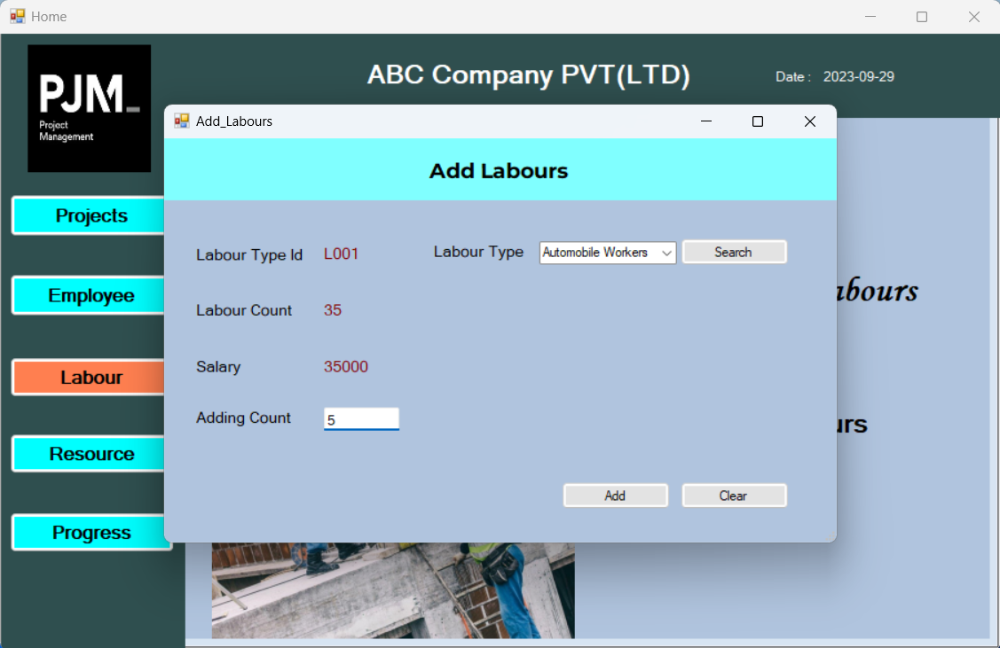 Home
PJM_
Project
Management
ABC Company PVT(LTD)
Date : 2023-09-29
Projects
Employee
Labour
Resource
Progress
Add_Labours
Add Labours
Labour Type Id L001 Labour Type Automobile Workers Search
Labour Count 35
Salary 35000
Adding Count 5
Add Clear